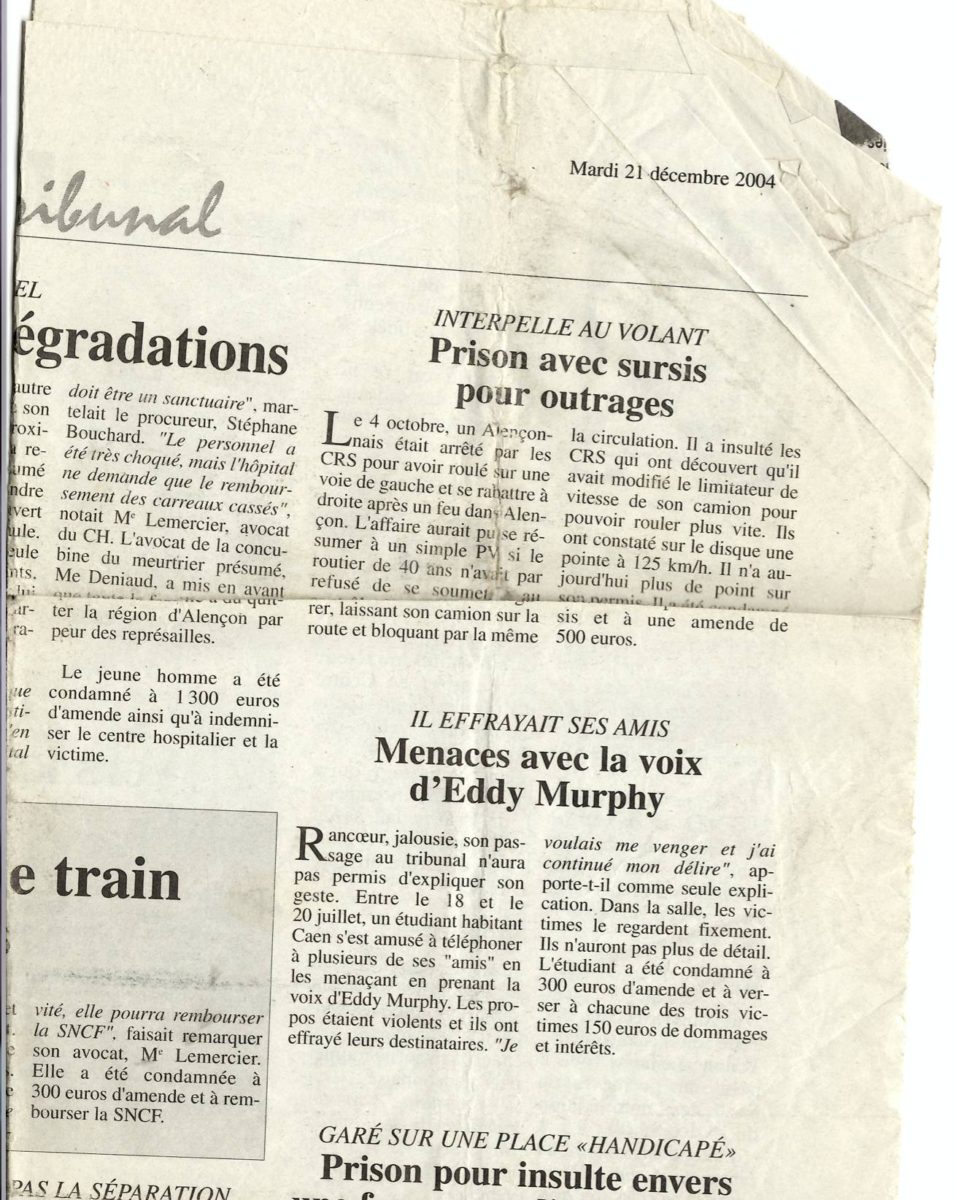 Mardi 21 décembre 2004
ribunal
EL
égradations
autre
son
roxi-
re-
umé
ndre
vert
ule.
eule
nts.
lui
ar-
ra-
que
sti-
en
tal
doit être un sanctuaire", mar-
telait le procureur, Stéphane
Bouchard. "Le personnel a
été très choqué, mais l'hôpital
ne demande que le rembour-
sement des carreaux cassés",
notait Me Lemercier, avocat
du CH. L'avocat de la concu-
bine du meurtrier présumé,
Me Deniaud, a mis en avant
que toute la a dû quit-
ter la région d'Alençon par
peur des représailles.
Le jeune homme a été
condamné à 1 300 euros
d'amende ainsi qu'à indemni-
ser le centre hospitalier et la
victime.
INTERPELLE AU VOLANT
Prison avec sursis
pour outrages
Le 4 octobre, un Alençon-
nais était arrêté par les
CRS pour avoir roulé sur une
voie de gauche et se rabattre à
droite après un feu dans Alen-
çon. L'affaire aurait pu se ré-
sumer à un simple PV si le
routier de 40 ans n'avait par
refusé de se soumet au
rer, laissant son camion sur la
route et bloquant par la même
la circulation. Il a insulté les
CRS qui ont découvert qu'il
avait modifié le limitateur de
vitesse de son camion pour
pouvoir rouler plus vite. Ils
ont constaté sur le disque une
pointe à 125 km/h. Il n'a au-
jourd'hui plus de point sur
son permis. Il a été condamné
sis et à une amende de
500 euros.
IL EFFRAYAIT SES AMIS
Menaces avec la voix
d'Eddy Murphy
Rancœur, jalousie, son pas-
sage au tribunal n'aura
pas permis d'expliquer son
geste. Entre le 18 et le
20 juillet, un étudiant habitant
Caen s'est amusé à téléphoner
à plusieurs de ses "amis" en
les menaçant en prenant la
voix d'Eddy Murphy. Les pro-
pos étaient violents et ils ont
effrayé leurs destinataires. "Je
voulais me venger et j'ai
continué mon délire", ap-
porte-t-il comme seule expli-
cation. Dans la salle, les vic-
times le regardent fixement.
Ils n'auront pas plus de détail.
L'étudiant a été condamné à
300 euros d'amende et à ver-
ser à chacune des trois vic-
times 150 euros de dommages
et intérêts.
e train
et
vité, elle pourra rembourser
la SNCF", faisait remarquer
son avocat, Me Lemercier.
Elle a été condamnée à
300 euros d'amende et à rem-
bourser la SNCF.
GARÉ SUR UNE PLACE «HANDICAPÉ»
Prison pour insulte envers
PAS LA SÉPARATION